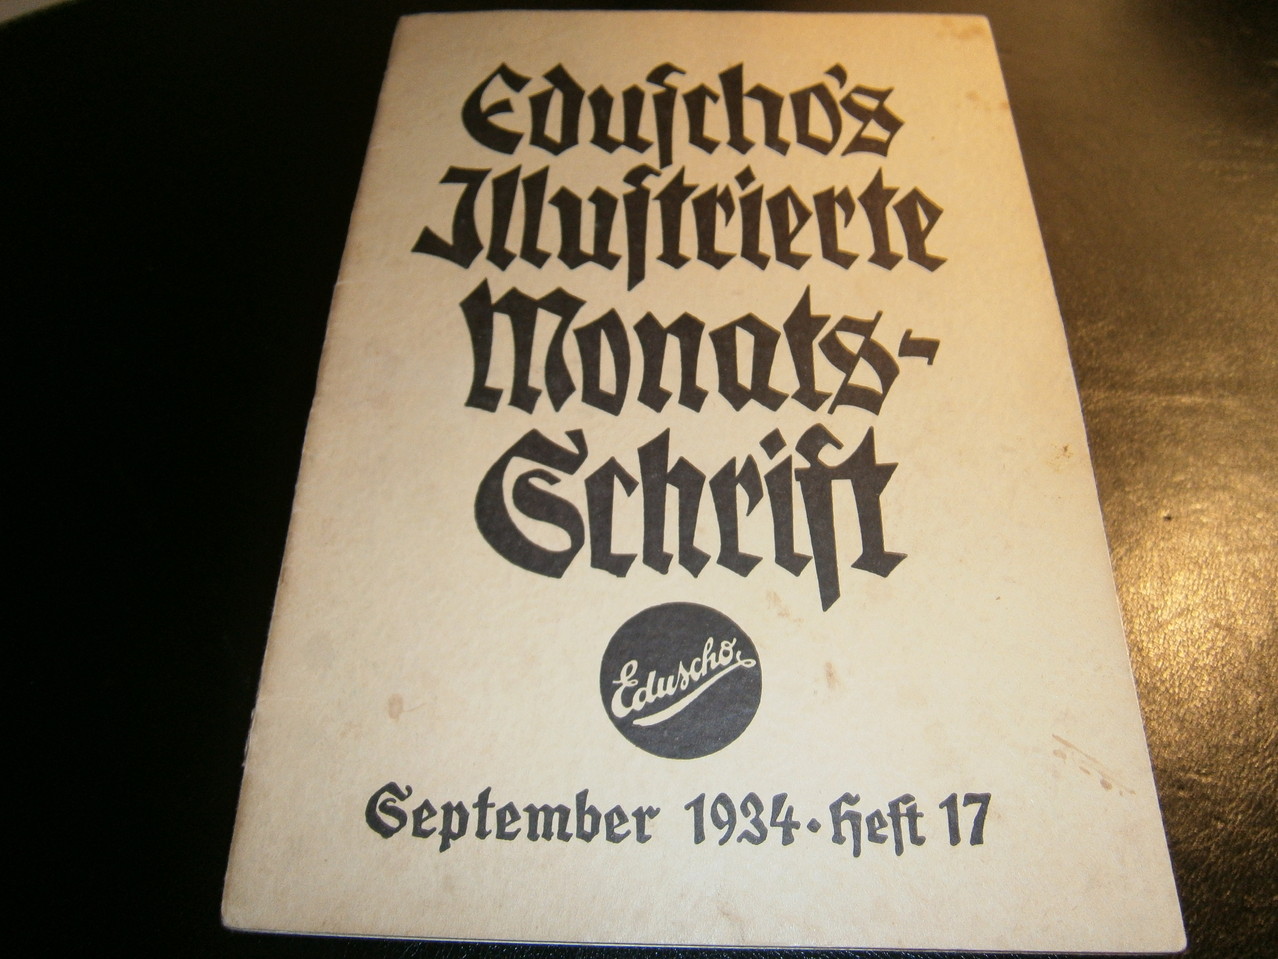 Eduſcho's
Illuſtrierte
Monats-
Schrift
Eduscho
September 1934 · Heft 17